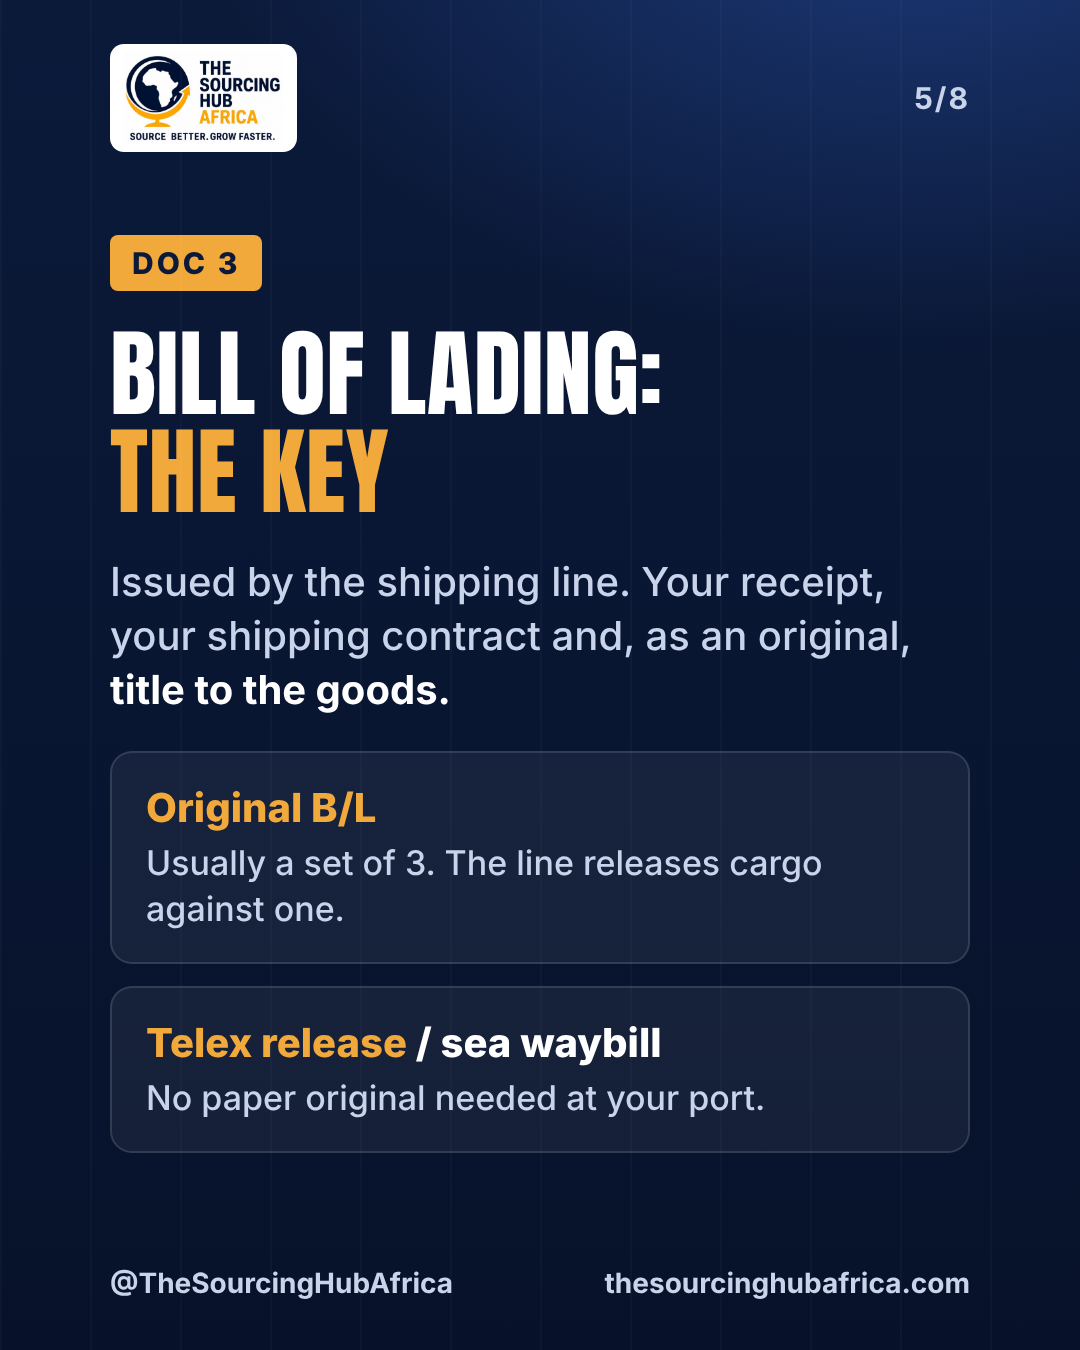 THE
SOURCING
HUB
AFRICA
SOURCE BETTER. GROW FASTER.
5/8
DOC 3
BILL OF LADING:
THE KEY
Issued by the shipping line. Your receipt,
your shipping contract and, as an original,
title to the goods.
Original B/L
Usually a set of 3. The line releases cargo
against one.
Telex release / sea waybill
No paper original needed at your port.
@TheSourcingHubAfrica
thesourcinghubafrica.com